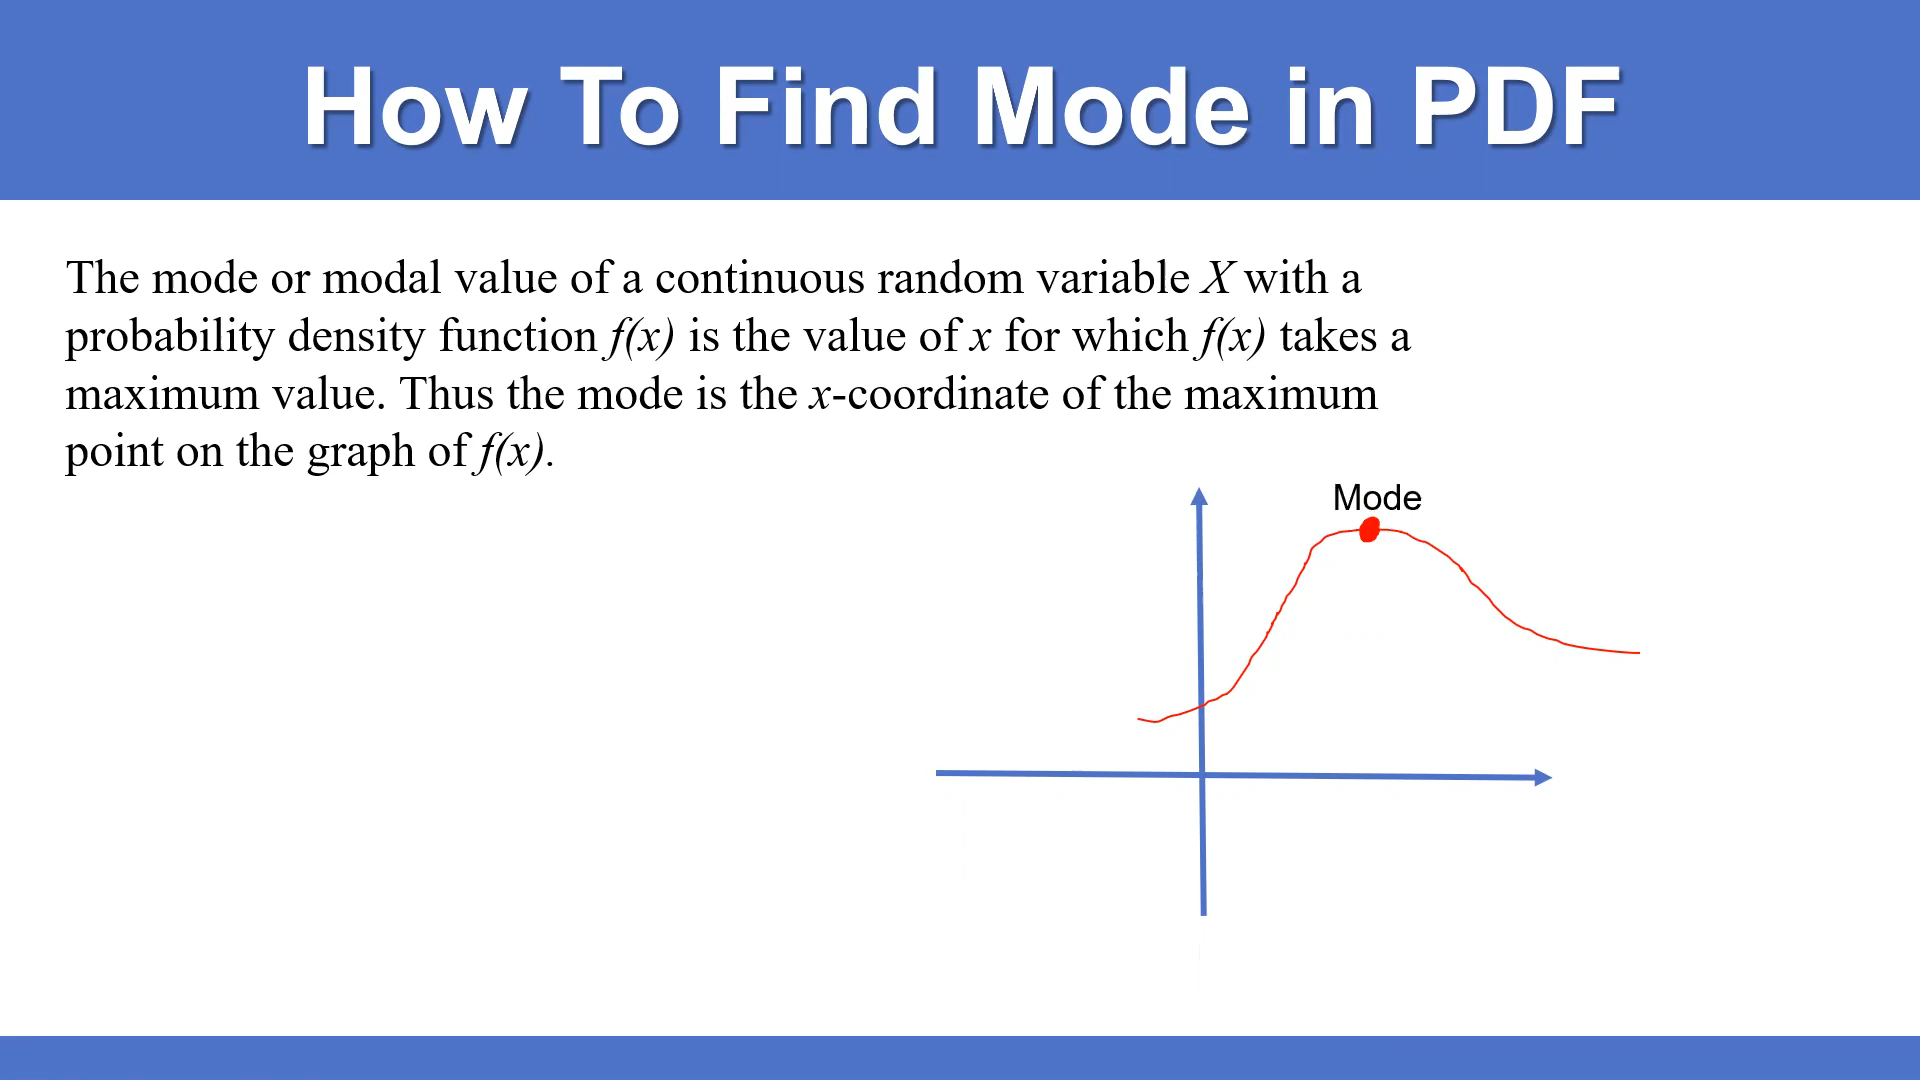 How To Find Mode in PDF
The mode or modal value of a continuous random variable X with a
probability density function f(x) is the value of x for which f(x) takes a
maximum value. Thus the mode is the x-coordinate of the maximum
point on the graph of f(x).
Mode